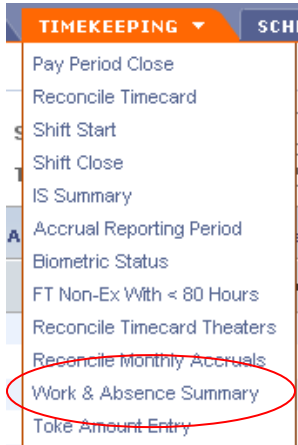 TIMEKEEPING
SCH
Pay Period Close
Reconcile Timecard
Shift Start
Shift Close
IS Summary
Accrual Reporting Period
Biometric Status
FT Non-Ex With < 80 Hours
Reconcile Timecard Theaters
Reconcile Monthly Accruals
Work & Absence Summary
Toke Amount Entry